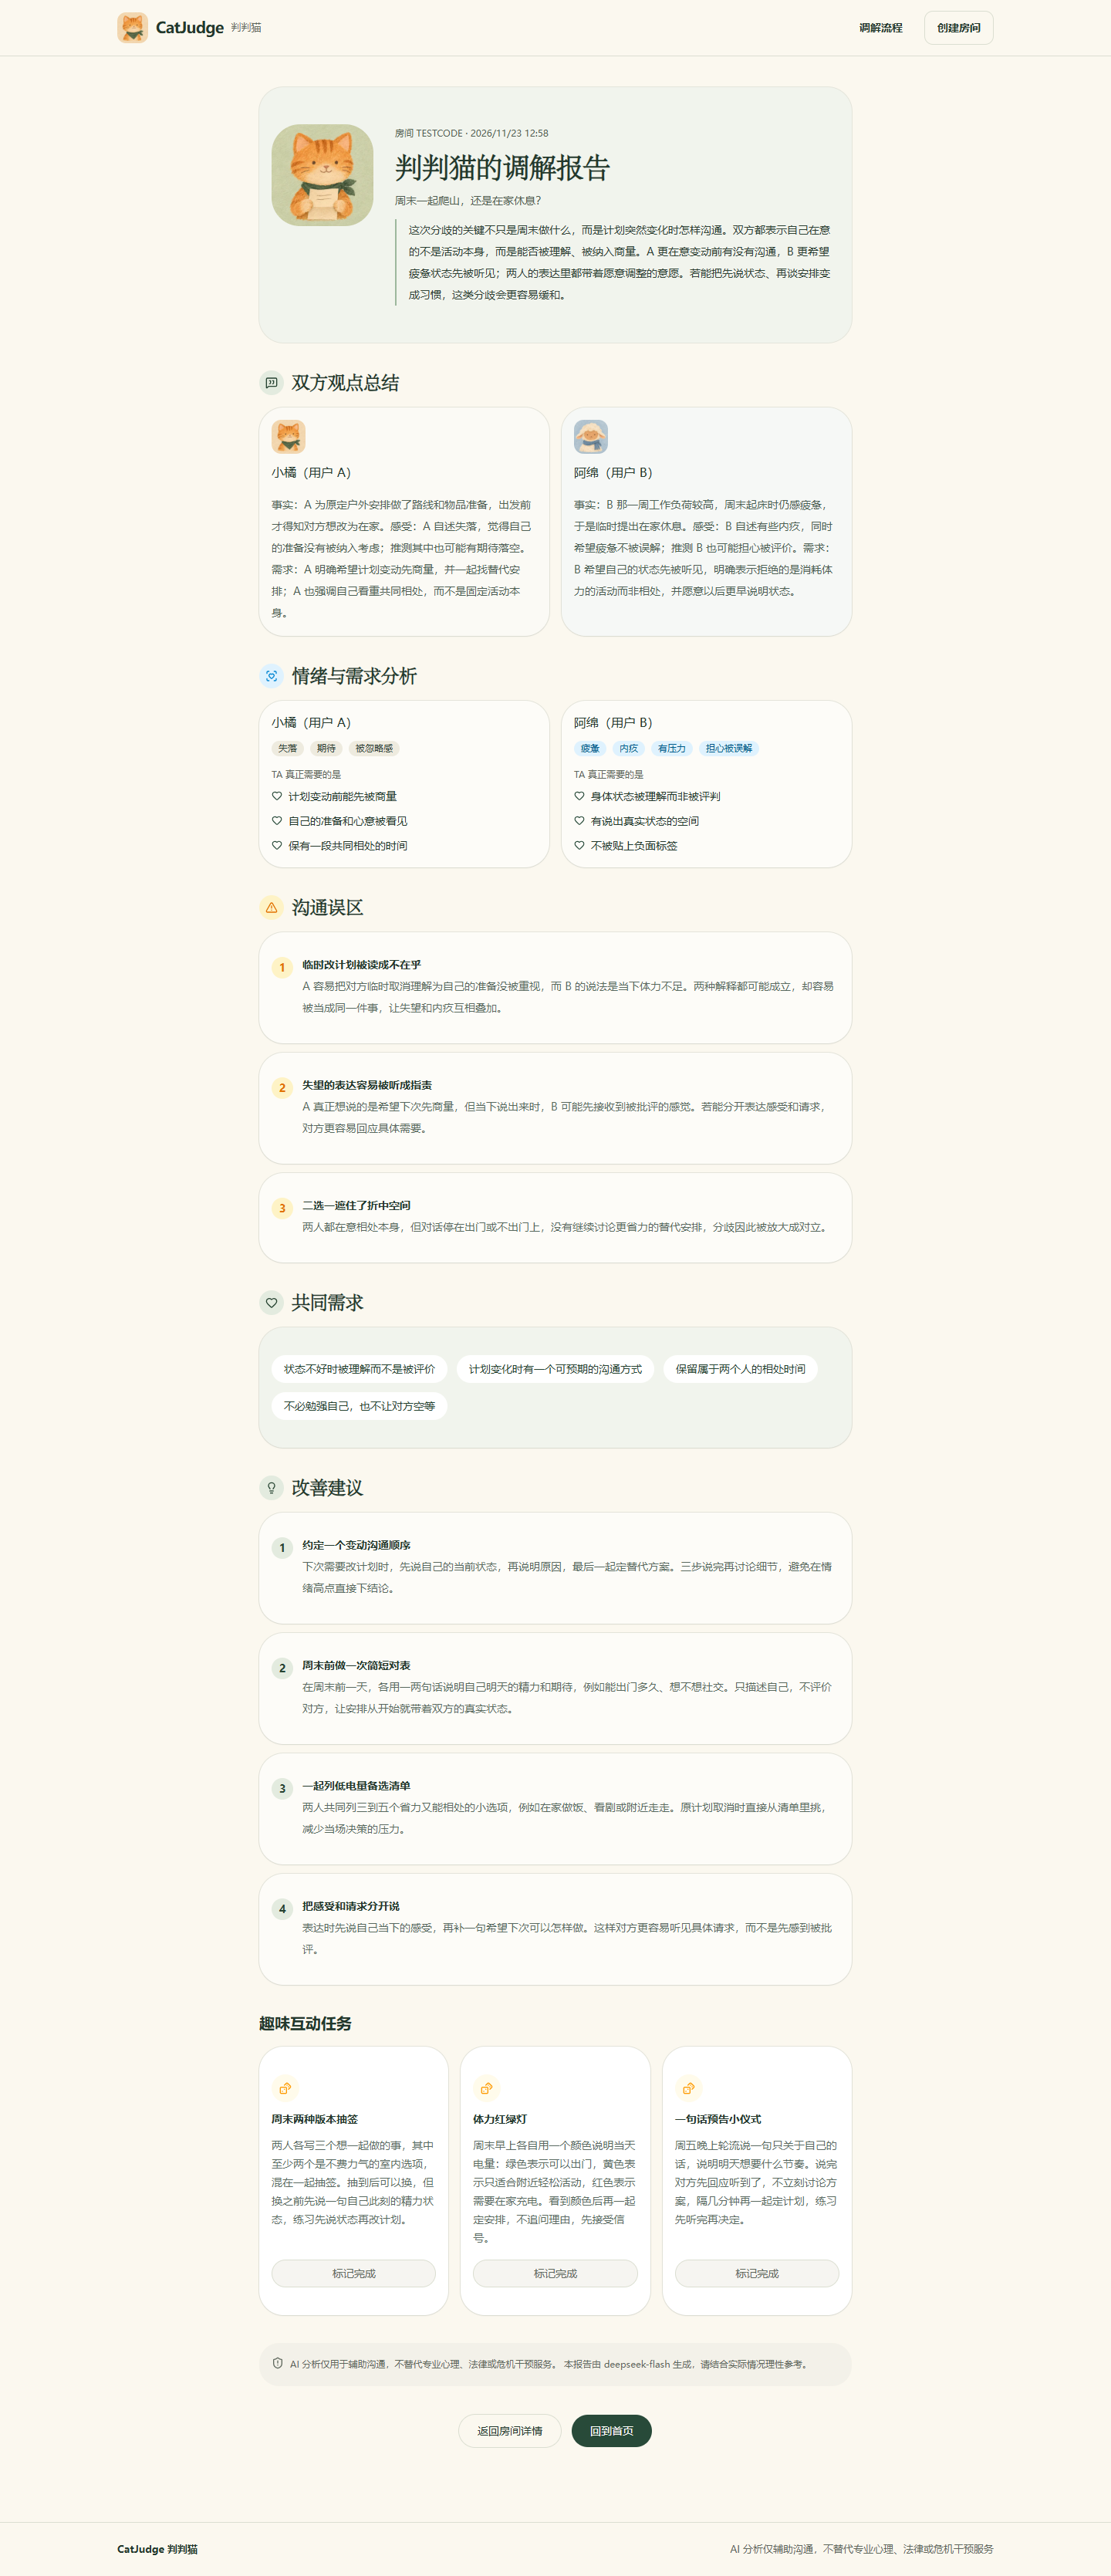 CatJudge 判判猫
调解流程
创建房间
房间 TESTCODE · 2026/11/23 12:58
判判猫的调解报告
周末一起爬山，还是在家休息？
这次分歧的关键不只是周末做什么，而是计划突然变化时怎样沟通。双方都表示自己在意
的不是活动本身，而是能否被理解、被纳入商量。A 更在意变动前有没有沟通，B 更希望
疲惫状态先被听见；两人的表达里都带着愿意调整的意愿。若能把先说状态、再谈安排变
成习惯，这类分歧会更容易缓和。
双方观点总结
小橘（用户 A）
事实：A 为原定户外安排做了路线和物品准备，出发前
才得知对方想改为在家。感受：A 自述失落，觉得自己
的准备没有被纳入考虑；推测其中也可能有期待落空。
需求：A 明确希望计划变动先商量，并一起找替代安
排；A 也强调自己看重共同相处，而不是固定活动本
身。
阿绵（用户 B）
事实：B 那一周工作负荷较高，周末起床时仍感疲惫，
于是临时提出在家休息。感受：B 自述有些内疚，同时
希望疲惫不被误解；推测 B 也可能担心被评价。需求：
B 希望自己的状态先被听见，明确表示拒绝的是消耗体
力的活动而非相处，并愿意以后更早说明状态。
情绪与需求分析
小橘（用户 A）
失落 期待 被忽略感
TA 真正需要的是
计划变动前能先被商量
自己的准备和心意被看见
保有一段共同相处的时间
阿绵（用户 B）
疲惫 内疚 有压力 担心被误解
TA 真正需要的是
身体状态被理解而非被评判
有说出真实状态的空间
不被贴上负面标签
沟通误区
1 临时改计划被读成不在乎
A 容易把对方临时取消理解为自己的准备没被重视，而 B 的说法是当下体力不足。两种解释都可能成立，却容易
被当成同一件事，让失望和内疚互相叠加。
2 失望的表达容易被听成指责
A 真正想说的是希望下次先商量，但当下说出来时，B 可能先接收到被批评的感觉。若能分开表达感受和请求，
对方更容易回应具体需要。
3 二选一遮住了折中空间
两人都在意相处本身，但对话停在出门或不出门上，没有继续讨论更省力的替代安排，分歧因此被放大成对立。
共同需求
状态不好时被理解而不是被评价 计划变化时有一个可预期的沟通方式 保留属于两个人的相处时间
不必勉强自己，也不让对方空等
改善建议
1 约定一个变动沟通顺序
下次需要改计划时，先说自己的当前状态，再说明原因，最后一起定替代方案。三步说完再讨论细节，避免在情
绪高点直接下结论。
2 周末前做一次简短对表
在周末前一天，各用一两句话说明自己明天的精力和期待，例如能出门多久、想不想社交。只描述自己，不评价
对方，让安排从开始就带着双方的真实状态。
3 一起列低电量备选清单
两人共同列三到五个省力又能相处的小选项，例如在家做饭、看剧或附近走走。原计划取消时直接从清单里挑，
减少当场决策的压力。
4 把感受和请求分开说
表达时先说自己当下的感受，再补一句希望下次可以怎样做。这样对方更容易听见具体请求，而不是先感到被批
评。
趣味互动任务
周末两种版本抽签
两人各写三个想一起做的事，其中
至少两个是不费力气的室内选项，
混在一起抽签。抽到后可以换，但
换之前先说一句自己此刻的精力状
态，练习先说状态再改计划。
标记完成
体力红绿灯
周末早上各自用一个颜色说明当天
电量：绿色表示可以出门，黄色表
示只适合附近轻松活动，红色表示
需要在家充电。看到颜色后再一起
定安排，不追问理由，先接受信
号。
标记完成
一句话预告小仪式
周五晚上轮流说一句只关于自己的
话，说明明天想要什么节奏。说完
对方先回应听到了，不立刻讨论方
案，隔几分钟再一起定计划，练习
先听完再决定。
标记完成
AI 分析仅用于辅助沟通，不替代专业心理、法律或危机干预服务。 本报告由 deepseek-flash 生成，请结合实际情况理性参考。
返回房间详情
回到首页
CatJudge 判判猫
AI 分析仅辅助沟通，不替代专业心理、法律或危机干预服务